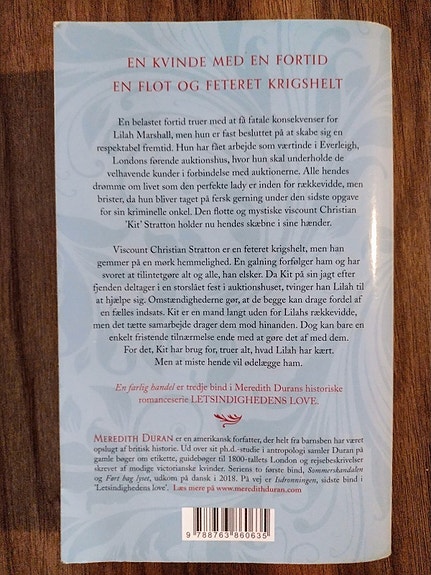 EN KVINDE MED EN FORTID
EN FLOT OG FETERET KRIGSHELT
En belastet fortid truer med at få fatale konsekvenser for
Lilah Marshall, men hun er fast besluttet på at skabe sig en
respektabel fremtid. Hun har fået arbejde som værtinde i Everleigh,
Londons førende auktionshus, hvor hun skal underholde de
velhavende kunder i forbindelse med auktionerne. Alle hendes
drømme om livet som den perfekte lady er inden for rækkevidde, men
brister, da hun bliver taget på fersk gerning under den sidste opgave
for sin kriminelle onkel. Den flotte og mystiske viscount Christian
'Kit' Stratton holder nu hendes skæbne i sine hænder.
Viscount Christian Stratton er en feteret krigshelt, men han
gemmer på en mørk hemmelighed. En galning forfølger ham og har
svoret at tilintetgøre alt og alle, han elsker. Da Kit på sin jagt efter
fjenden deltager i en storslået fest i auktionshuset, tvinger han Lilah til
at hjælpe sig. Omstændighederne gør, at de begge kan drage fordel af
en fælles indsats. Kit er en mand langt uden for Lilahs rækkevidde,
men det tætte samarbejde drager dem mod hinanden. Dog kan bare en
enkelt fristende tilnærmelse ende med at gøre det af med dem.
For det, Kit har brug for, truer alt, hvad Lilah har kært.
Men at miste hende vil ødelægge ham.
En farlig handel er tredje bind i Meredith Durans historiske
romanceserie LETSINDIGHEDENS LOVE.
MEREDITH DURAN er en amerikansk forfatter, der helt fra barnsben har været
opslugt af britisk historie. Ud over sit ph.d.-studie i antropologi samler Duran på
gamle bøger om etikette, guidebøger til 1800-tallets London og rejsebeskrivelser
skrevet af modige victorianske kvinder. Seriens to første bind, Sommerskandalen
og Ført bag lyset, udkom på dansk i 2018. På vej er Isdronningen, sidste bind i
'Letsindighedens love'. Læs mere på www.meredithduran.com
9 788763 860635